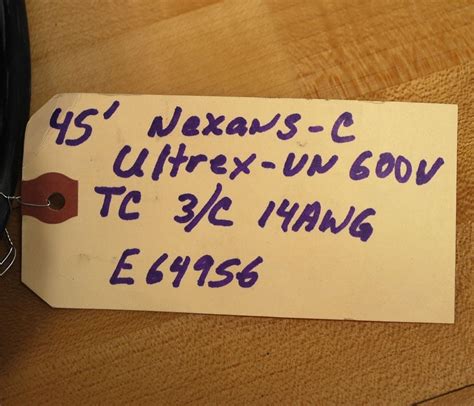 45' Nexans-C
Ultrex-UN 600V
TC 3/C 14AWG
E64956